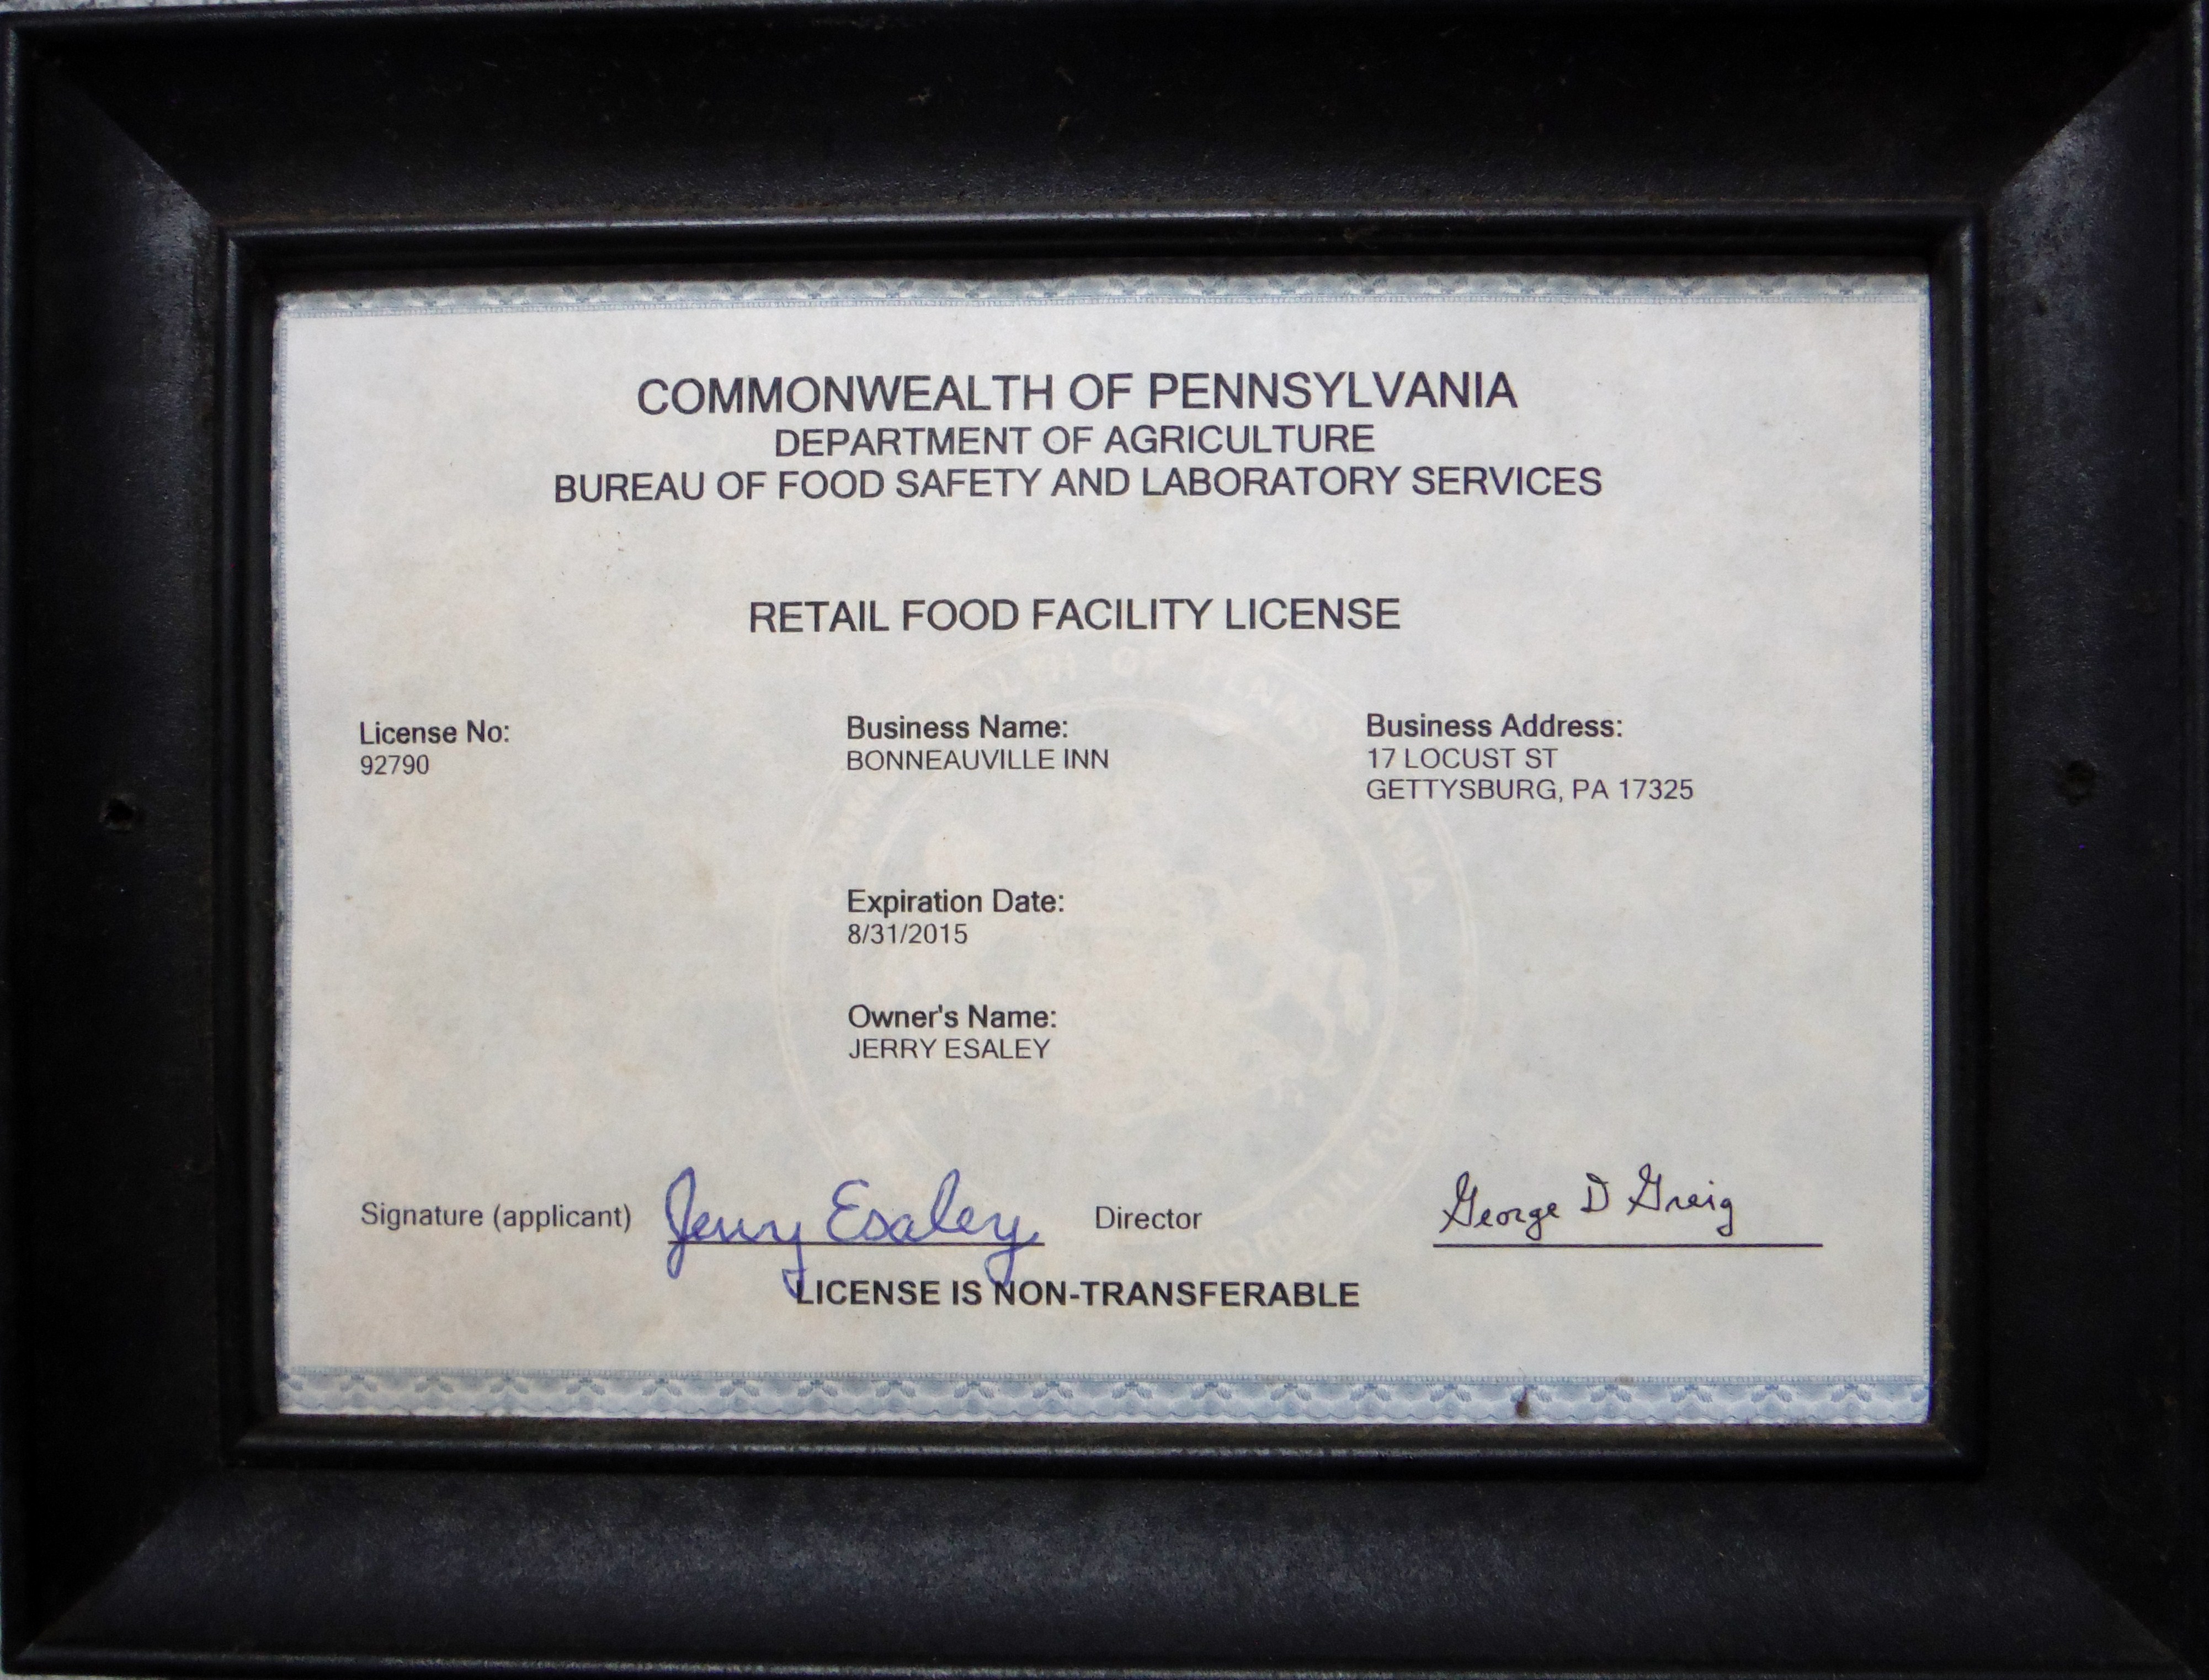 COMMONWEALTH OF PENNSYLVANIA
DEPARTMENT OF AGRICULTURE
BUREAU OF FOOD SAFETY AND LABORATORY SERVICES
RETAIL FOOD FACILITY LICENSE
License No:
92790
Business Name:
BONNEAUVILLE INN
Business Address:
17 LOCUST ST
GETTYSBURG, PA 17325
Expiration Date:
8/31/2015
Owner's Name:
JERRY ESALEY
Signature (applicant) Jerry Esaley Director George D Greig
LICENSE IS NON-TRANSFERABLE